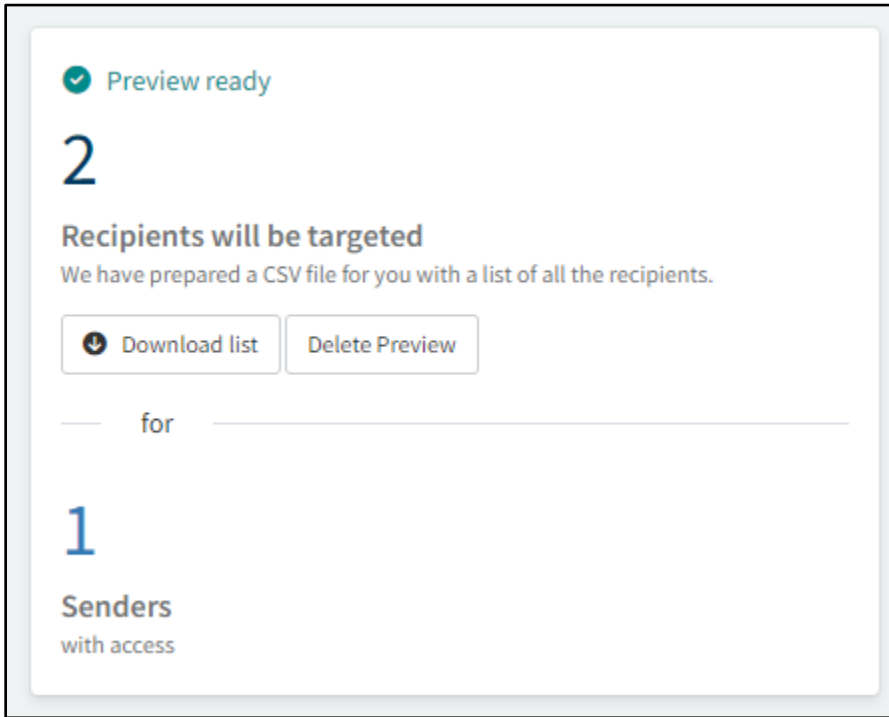 Preview ready
2
Recipients will be targeted
We have prepared a CSV file for you with a list of all the recipients.
Download list Delete Preview
for
1
Senders
with access